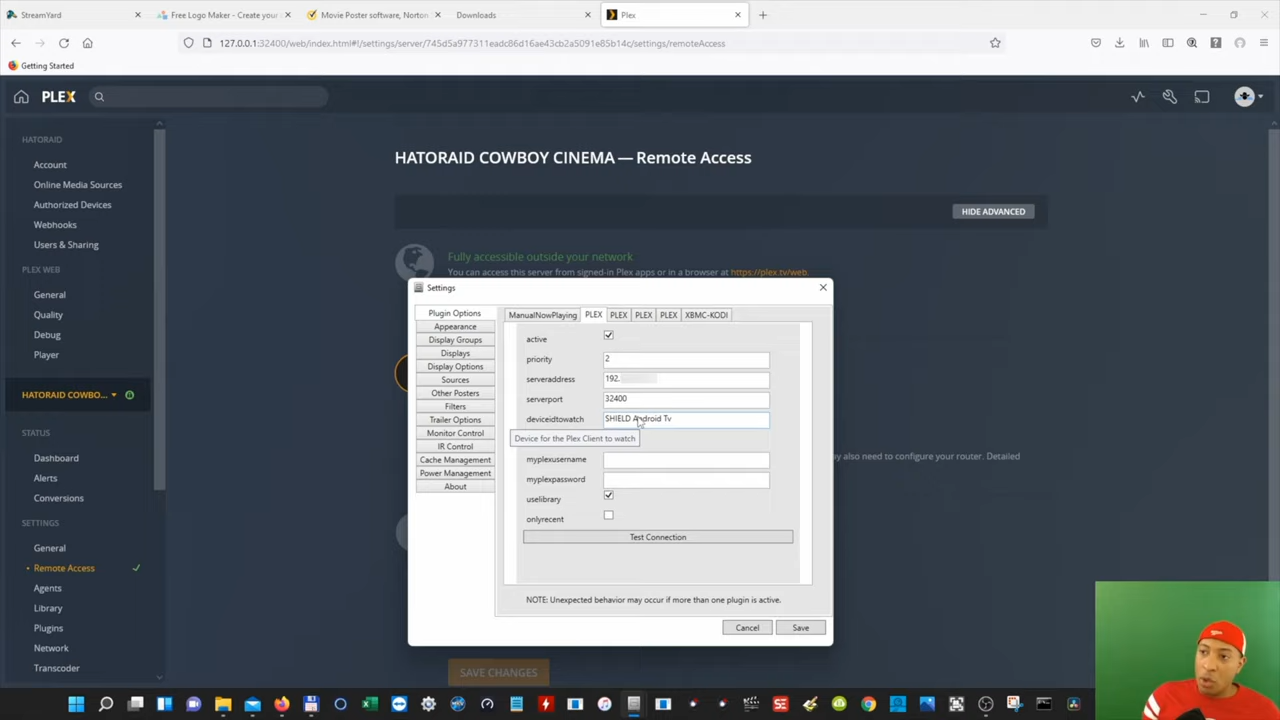 StreamYard
Free Logo Maker - Create your
Movie Poster software, Norton
Downloads
Plex
127.0.0.1:32400/web/index.html#!/settings/server/745d5a977311eadc86d16ae43cb2a5091e85b14c/settings/remoteAccess
Getting Started
PLEX
HATORAID
Account
Online Media Sources
Authorized Devices
Webhooks
Users & Sharing
PLEX WEB
General
Quality
Debug
Player
HATORAID COWBO...
STATUS
Dashboard
Alerts
Conversions
SETTINGS
General
Remote Access
Agents
Library
Plugins
Network
Transcoder
HATORAID COWBOY CINEMA — Remote Access
HIDE ADVANCED
Fully accessible outside your network
You can access this server from signed-in Plex apps or in a browser at https://plex.tv/web.
ay also need to configure your router. Detailed
SAVE CHANGES
Settings
Plugin Options
Appearance
Display Groups
Displays
Display Options
Sources
Other Posters
Filters
Trailer Options
Monitor Control
IR Control
Cache Management
Power Management
About
ManualNowPlaying PLEX PLEX PLEX PLEX XBMC-KODI
active
priority 2
serveraddress 192.
serverport 32400
deviceidtowatch SHIELD Android Tv
Device for the Plex Client to watch
myplexusername
myplexpassword
uselibrary
onlyrecent
Test Connection
NOTE: Unexpected behavior may occur if more than one plugin is active.
Cancel Save